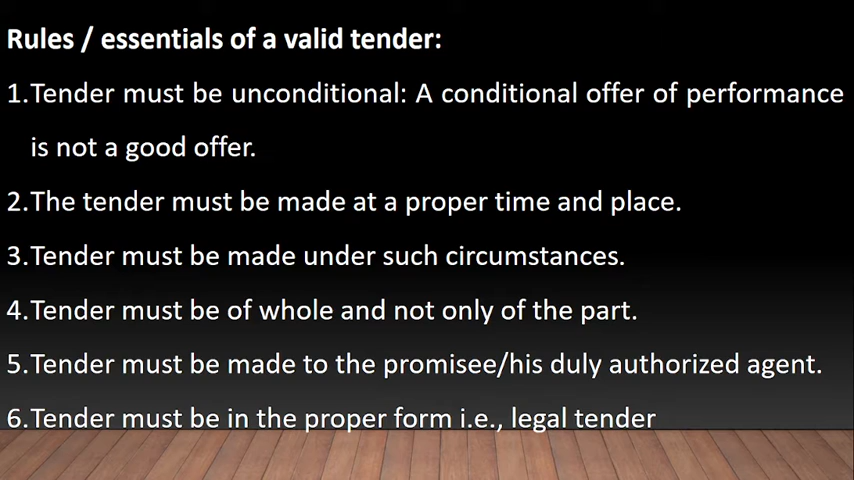 Rules / essentials of a valid tender:
1.Tender must be unconditional: A conditional offer of performance
is not a good offer.
2.The tender must be made at a proper time and place.
3.Tender must be made under such circumstances.
4.Tender must be of whole and not only of the part.
5.Tender must be made to the promisee/his duly authorized agent.
6.Tender must be in the proper form i.e., legal tender